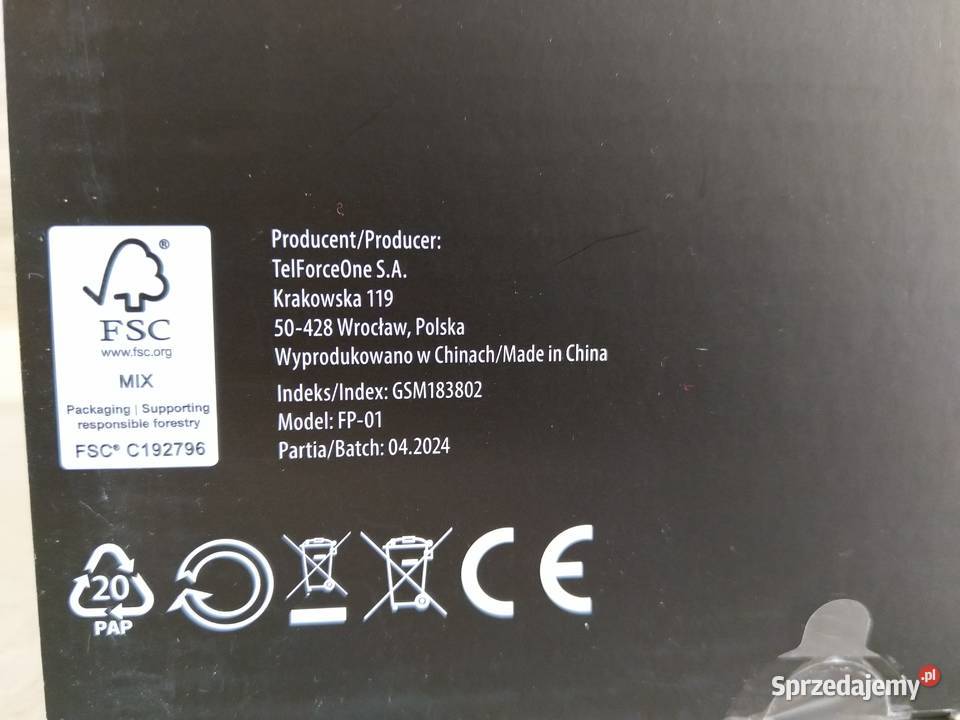 ®
FSC
www.fsc.org
MIX
Packaging | Supporting
responsible forestry
FSC® C192796
Producent/Producer:
TelForceOne S.A.
Krakowska 119
50-428 Wrocław, Polska
Wyprodukowano w Chinach/Made in China
Indeks/Index: GSM183802
Model: FP-01
Partia/Batch: 04.2024
20
PAP
CE
Sprzedajemy.pl